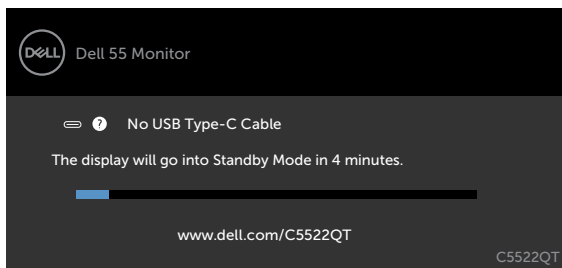 DELL Dell 55 Monitor
? No USB Type-C Cable
The display will go into Standby Mode in 4 minutes.
www.dell.com/C5522QT
C5522QT